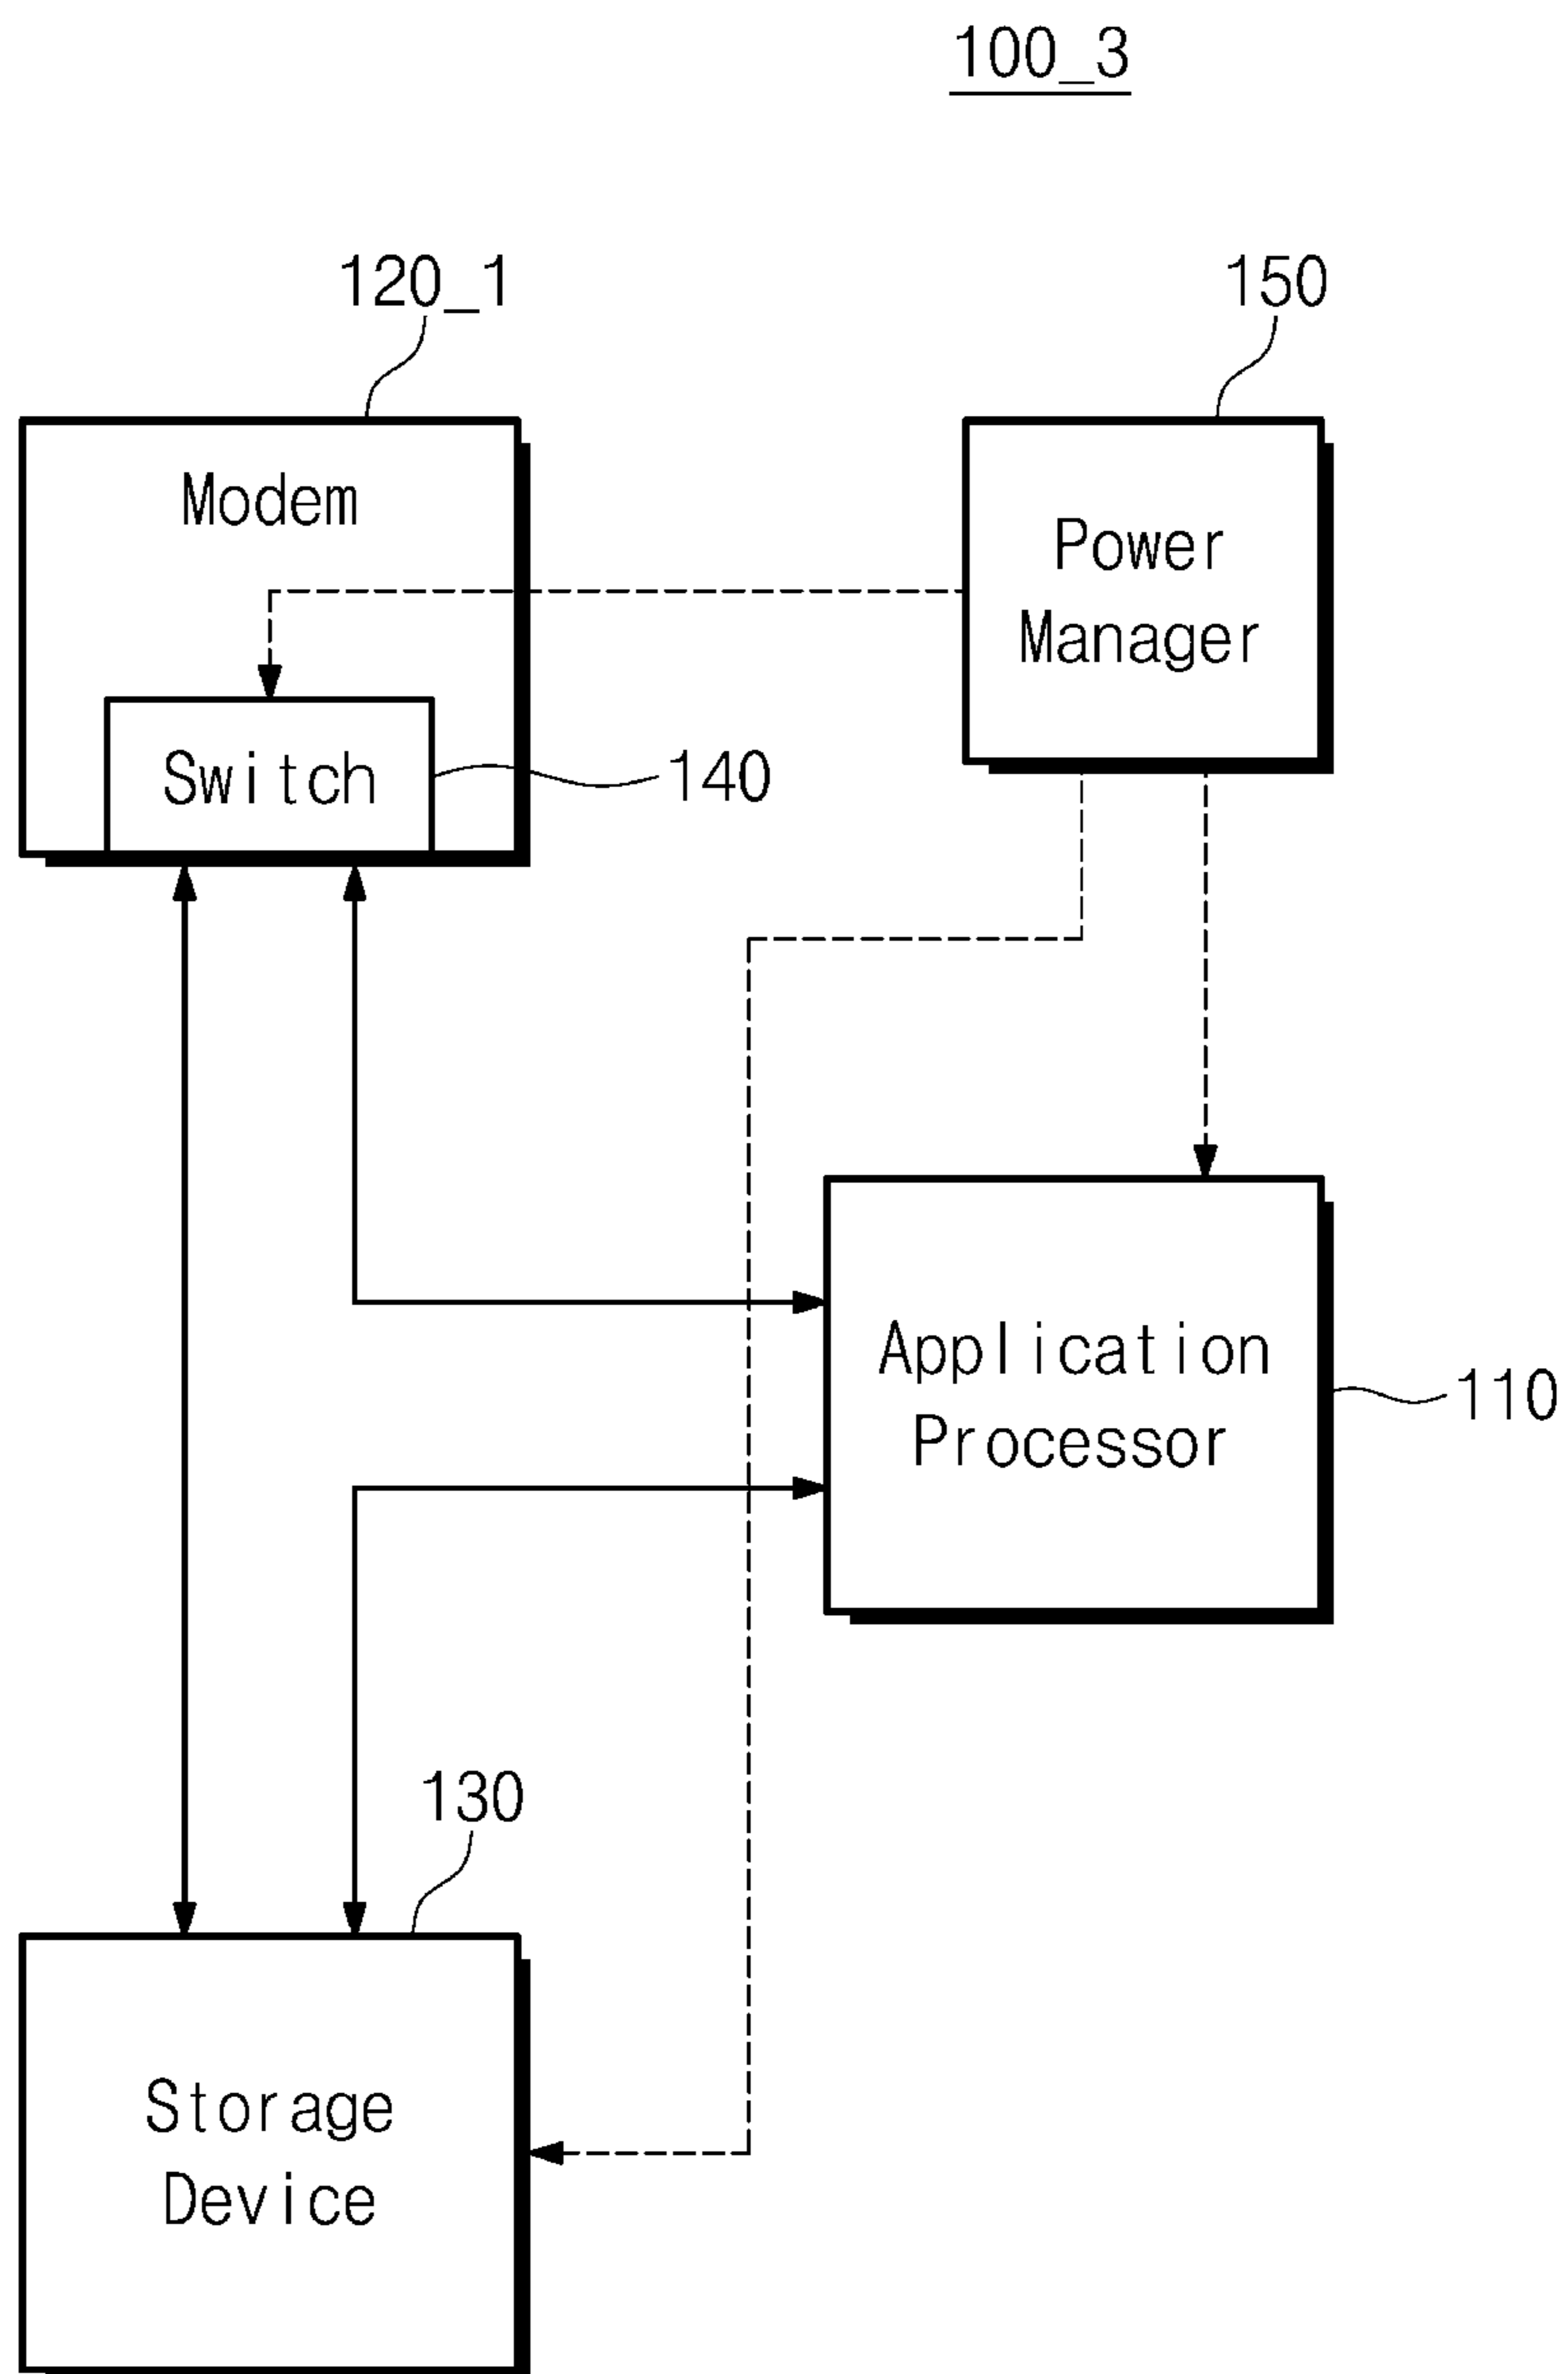 100_3
120_1
150
Modem
Power
Manager
Switch
140
Application
Processor
110
130
Storage
Device